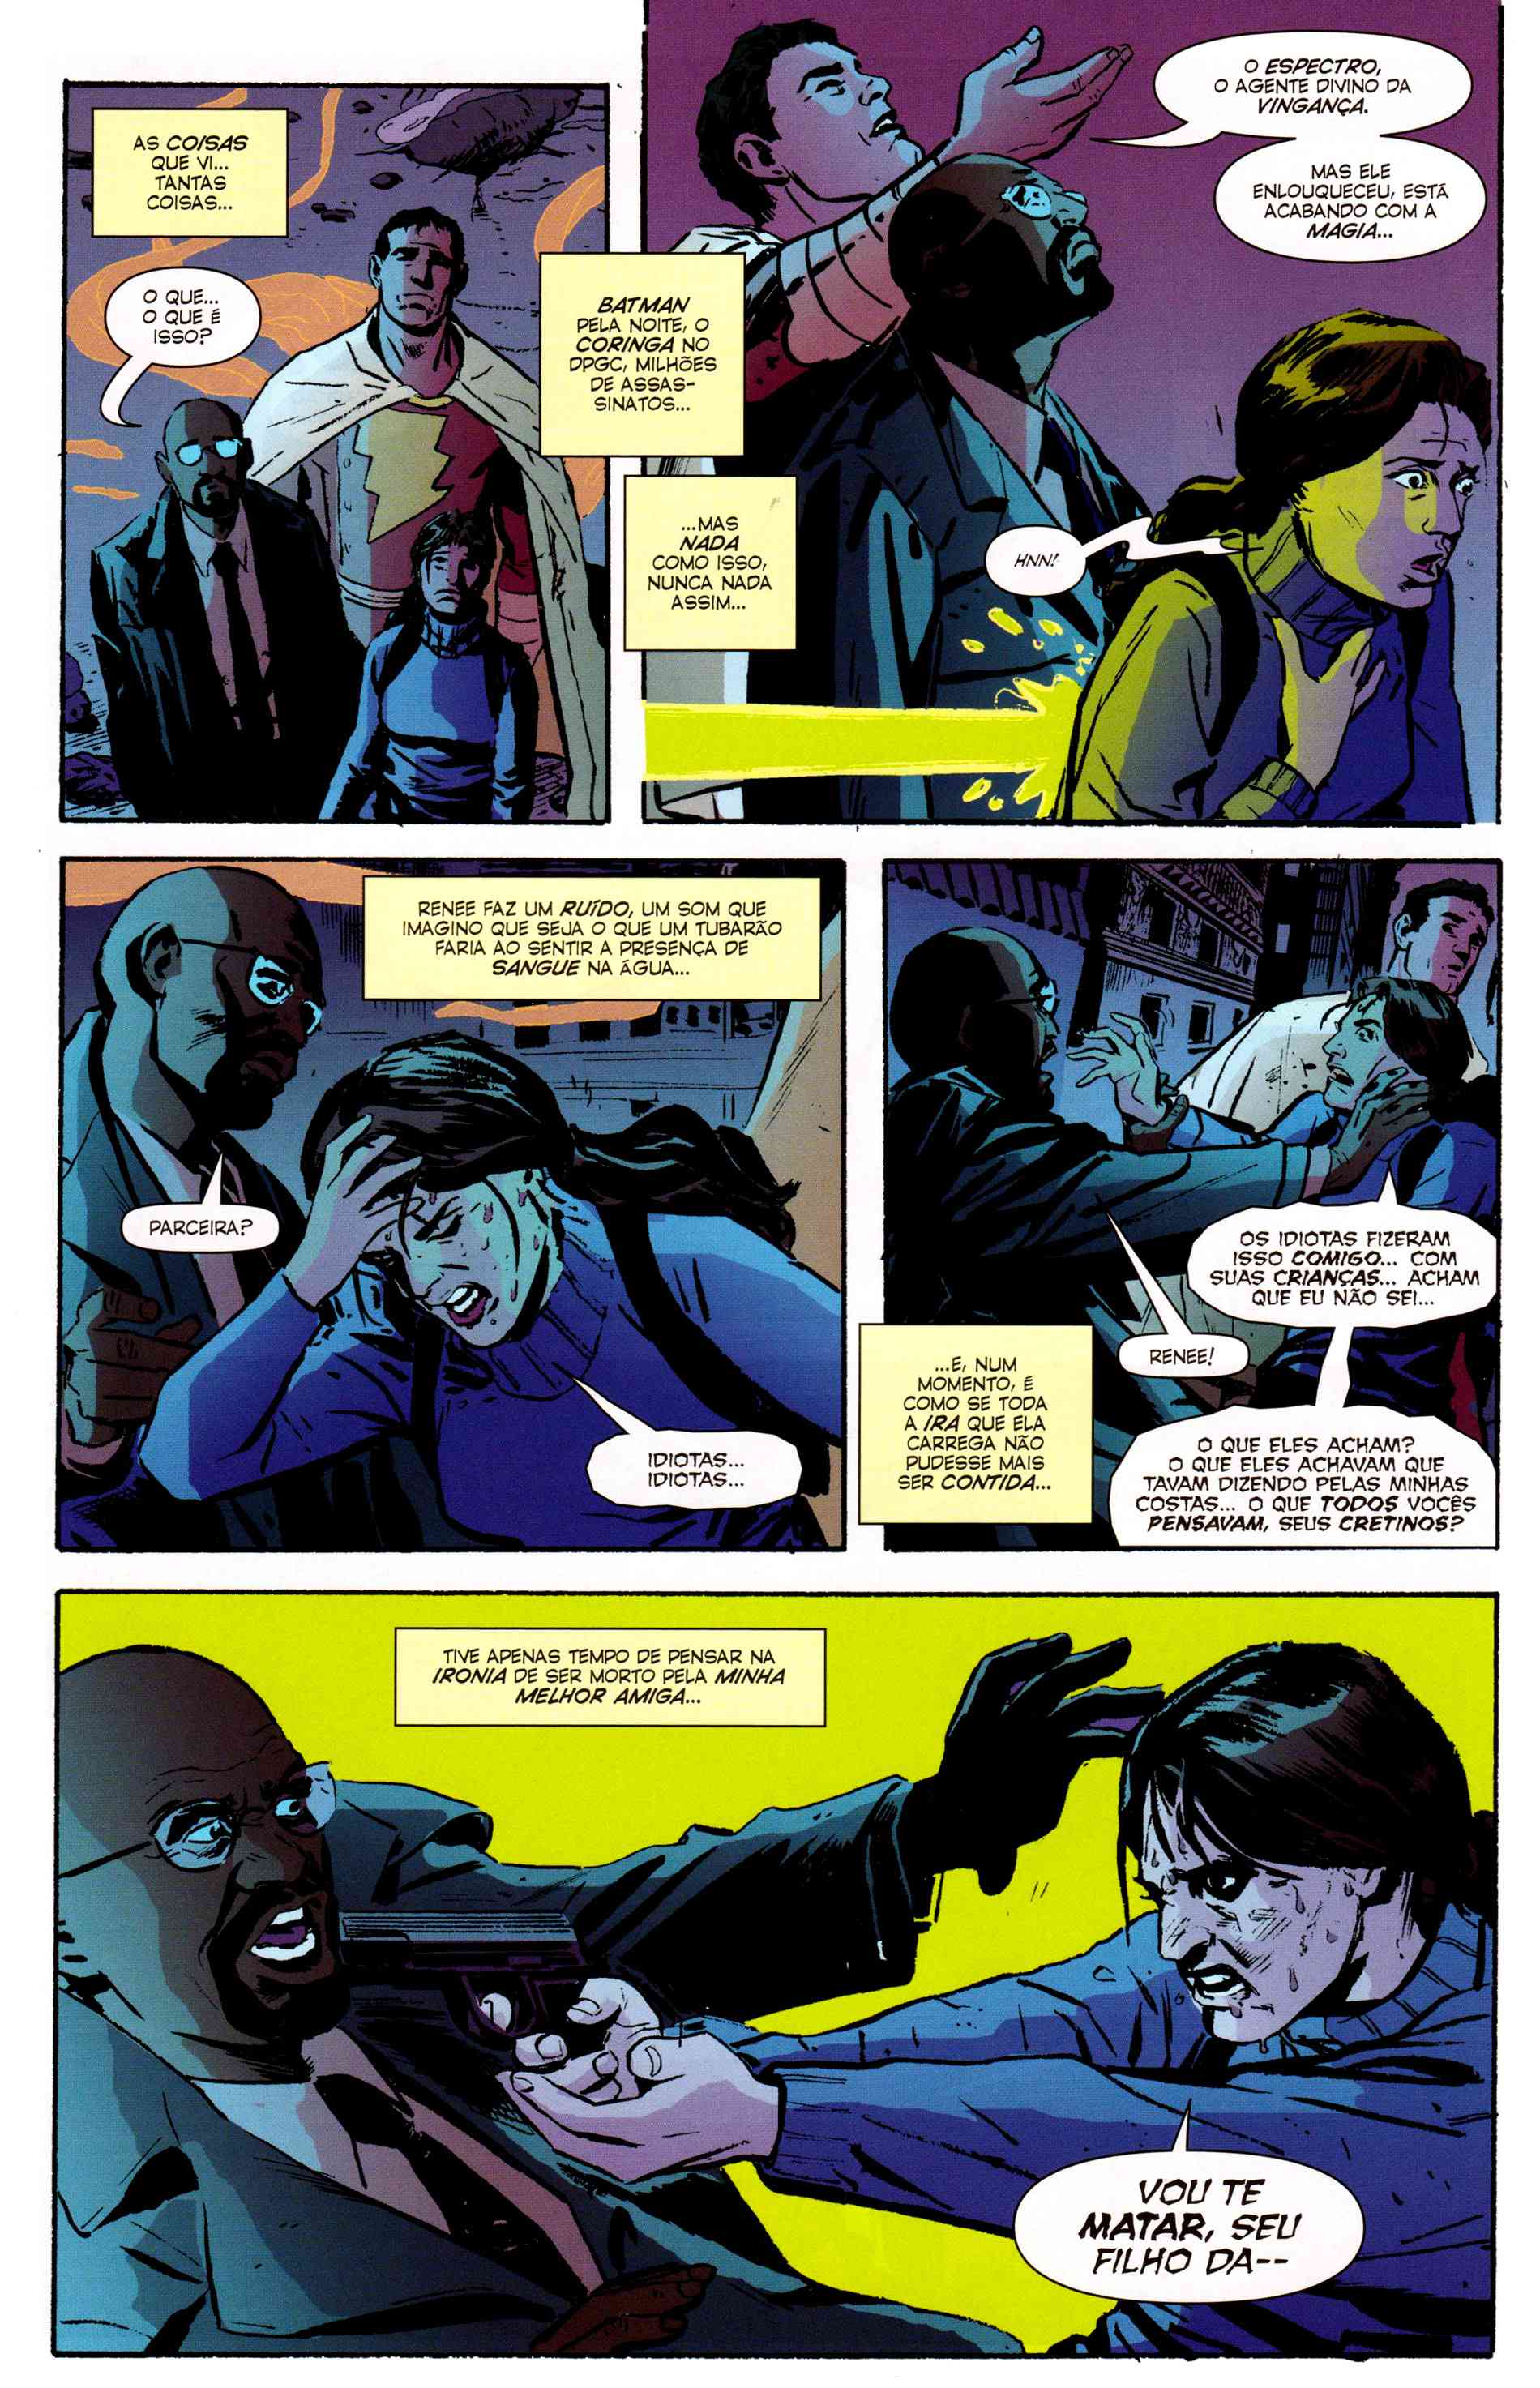 AS COISAS
QUE VI...
TANTAS
COISAS...
O QUE...
O QUE É
ISSO?
O ESPECTRO,
O AGENTE DIVINO DA
VINGANÇA.
MAS ELE
ENLOUQUECEU, ESTÁ
ACABANDO COM A
MAGIA...
BATMAN
PELA NOITE, O
CORINGA NO
DPGC, MILHÕES
DE ASSAS-
SINATOS...
...MAS
NADA
COMO ISSO,
NUNCA NADA
ASSIM...
HNN!
RENEE FAZ UM RUÍDO, UM SOM QUE
IMAGINO QUE SEJA O QUE UM TUBARÃO
FARIA AO SENTIR A PRESENÇA DE
SANGUE NA ÁGUA...
PARCEIRA?
IDIOTAS...
IDIOTAS...
OS IDIOTAS FIZERAM
ISSO COMIGO... COM
SUAS CRIANÇAS... ACHAM
QUE EU NÃO SEI...
RENEE!
...E, NUM
MOMENTO, É
COMO SE TODA
A IRA QUE ELA
CARREGA NÃO
PUDESSE MAIS
SER CONTIDA...
O QUE ELES ACHAM?
O QUE ELES ACHAVAM QUE
TAVAM DIZENDO PELAS MINHAS
COSTAS... O QUE TODOS VOCÊS
PENSAVAM, SEUS CRETINOS?
TIVE APENAS TEMPO DE PENSAR NA
IRONIA DE SER MORTO PELA MINHA
MELHOR AMIGA...
VOU TE
MATAR, SEU
FILHO DA--